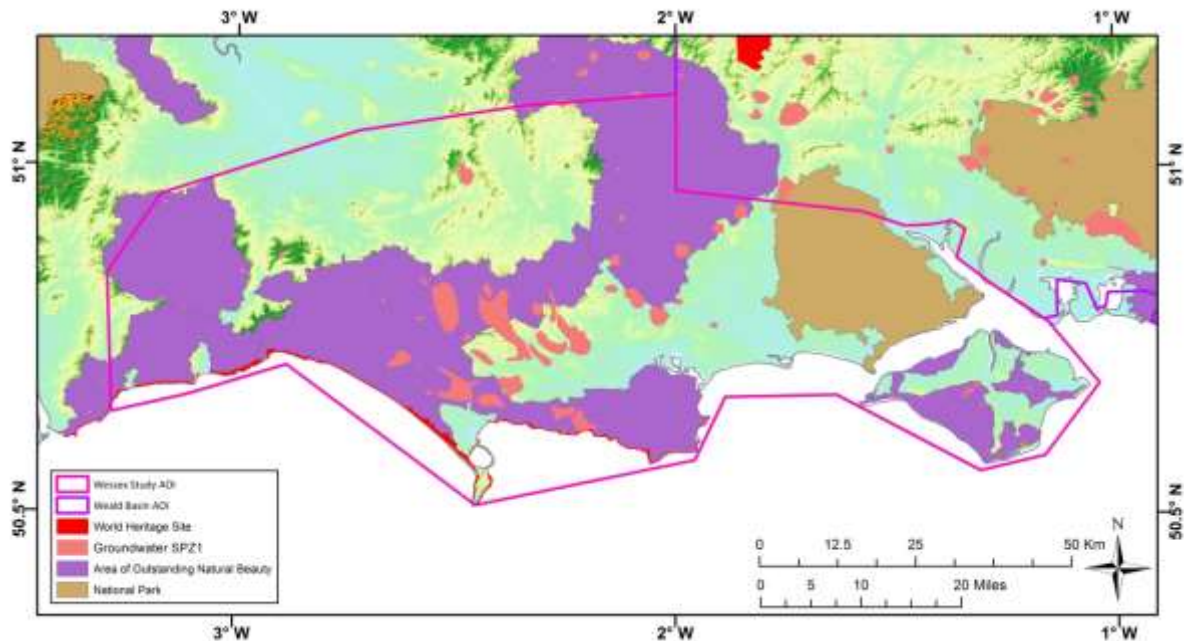 3° W 2° W 1° W
51° N 51° N
50.5° N 50.5° N
Wessex Study AOI
Weald Basin AOI
World Heritage Site
Groundwater SPZ1
Area of Outstanding Natural Beauty
National Park
N
0 12.5 25 50 Km
0 5 10 20 Miles
3° W 2° W 1° W